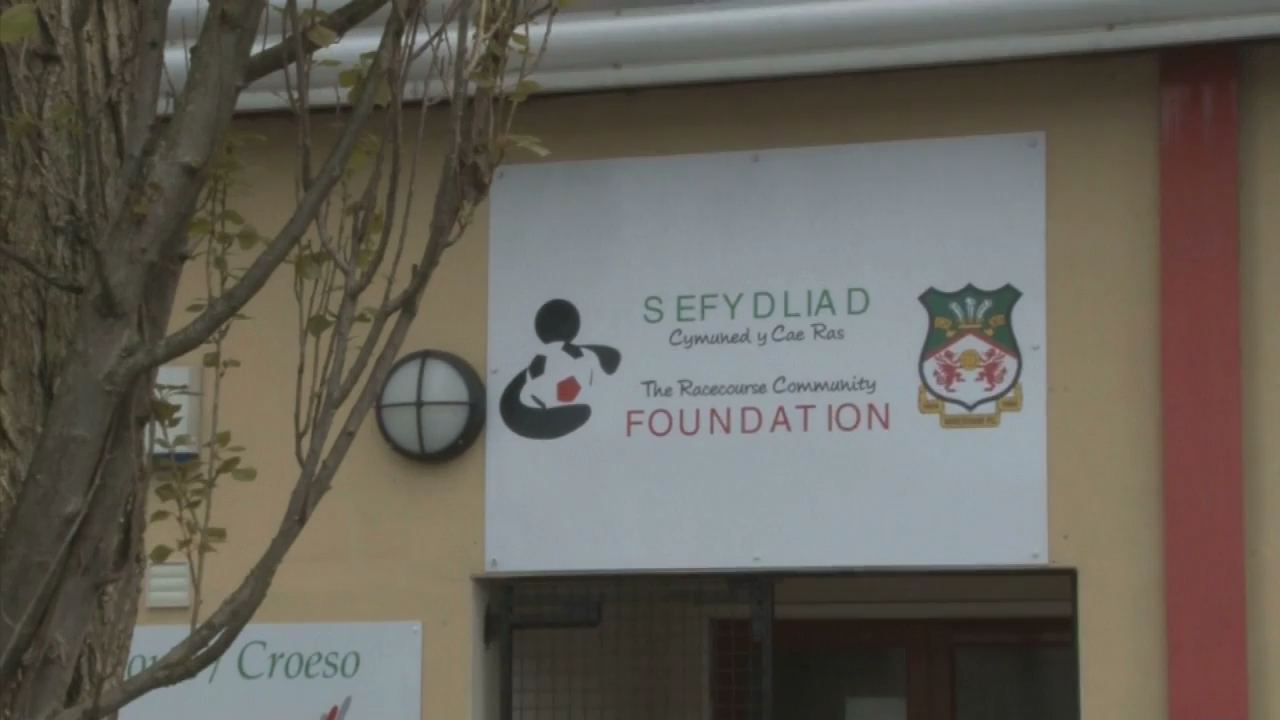 SEFYDLIAD
Cymuned y Cae Ras
The Racecourse Community
FOUNDATION
/ Croeso